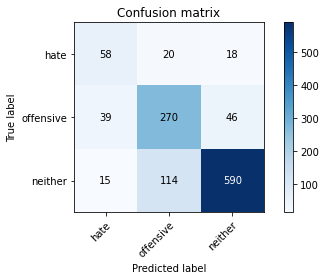 Confusion matrix
True label
hate 58 20 18
offensive 39 270 46
neither 15 114 590
hate offensive neither
Predicted label
500
400
300
200
100